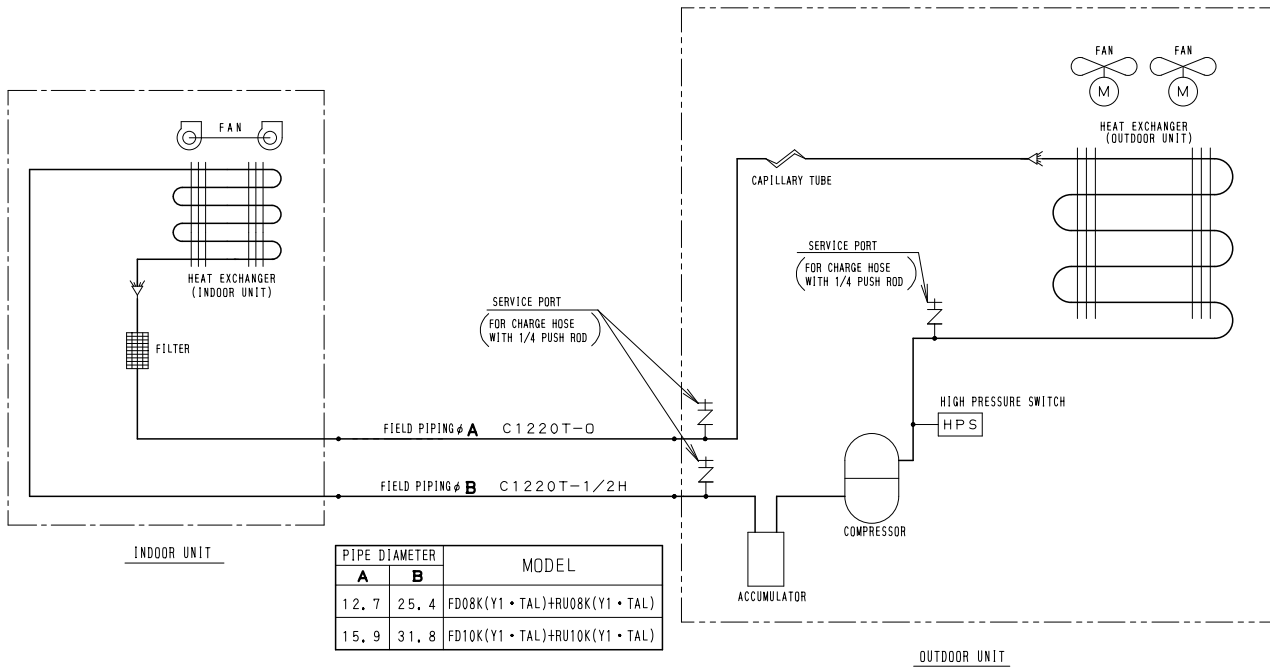 FAN
HEAT EXCHANGER
(INDOOR UNIT)
FILTER
INDOOR UNIT
FIELD PIPING φ A C1220T-O
FIELD PIPING φ B C1220T-1/2H
SERVICE PORT
(FOR CHARGE HOSE
WITH 1/4 PUSH ROD)
FAN
FAN
M
M
HEAT EXCHANGER
(OUTDOOR UNIT)
CAPILLARY TUBE
SERVICE PORT
(FOR CHARGE HOSE
WITH 1/4 PUSH ROD)
HIGH PRESSURE SWITCH
HPS
COMPRESSOR
ACCUMULATOR
OUTDOOR UNIT
PIPE DIAMETER MODEL
A B
12.7 25.4 FD08K(Y1・TAL)+RU08K(Y1・TAL)
15.9 31.8 FD10K(Y1・TAL)+RU10K(Y1・TAL)